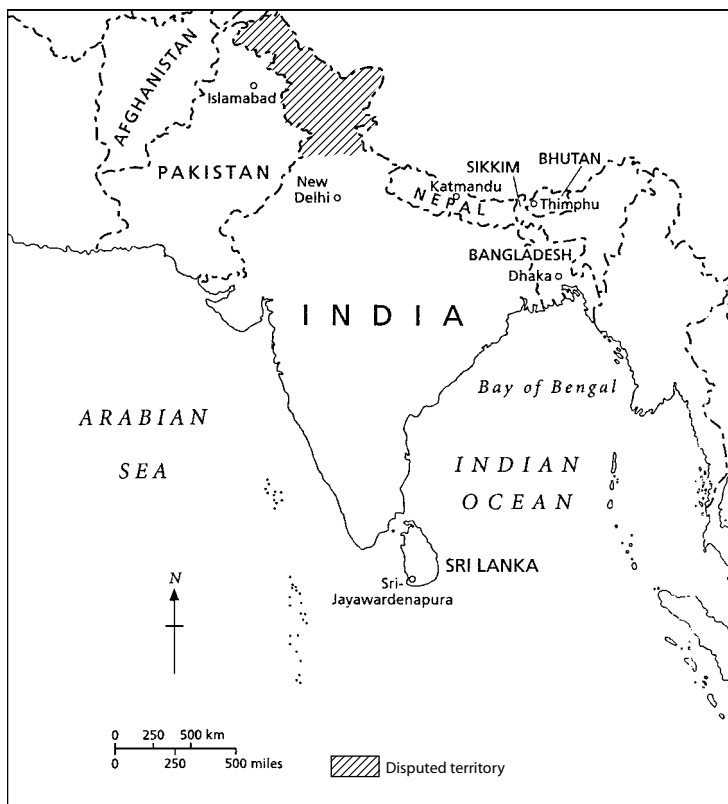 AFGHANISTAN
Islamabad
PAKISTAN
New
Delhi
SIKKIM
BHUTAN
Katmandu
NEPAL
Thimphu
BANGLADESH
Dhaka
INDIA
Bay of Bengal
ARABIAN
SEA
INDIAN
OCEAN
SRI LANKA
Sri-
Jayawardenapura
N
0 250 500 km
0 250 500 miles
Disputed territory